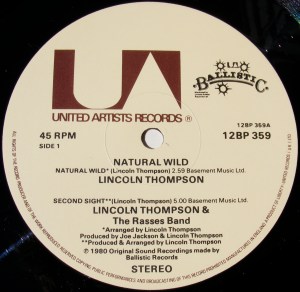 UA
BALLISTIC
UNITED ARTISTS RECORDS ®
12BP 359A
45 RPM
12BP 359
SIDE 1
NATURAL WILD
NATURAL WILD* (Lincoln Thompson) 2.59 Basement Music Ltd.
LINCOLN THOMPSON
SECOND SIGHT**(Lincoln Thompson) 5.00 Basement Music Ltd.
LINCOLN THOMPSON &
The Rasses Band
*Arranged by Lincoln Thompson
Produced by Joe Jackson & Lincoln Thompson
**Produced & Arranged by Lincoln Thompson
℗ 1980 Original Sound Recordings made by
Ballistic Records
STEREO